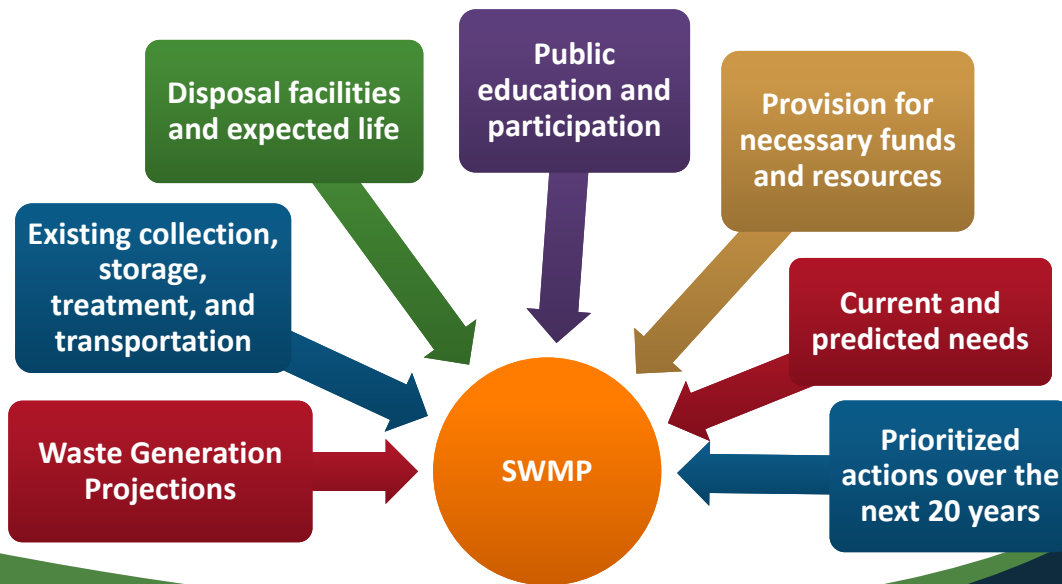 Public
education and
participation
Disposal facilities
and expected life
Provision for
necessary funds
and resources
Existing collection,
storage,
treatment, and
transportation
Current and
predicted needs
Waste Generation
Projections
SWMP
Prioritized
actions over the
next 20 years